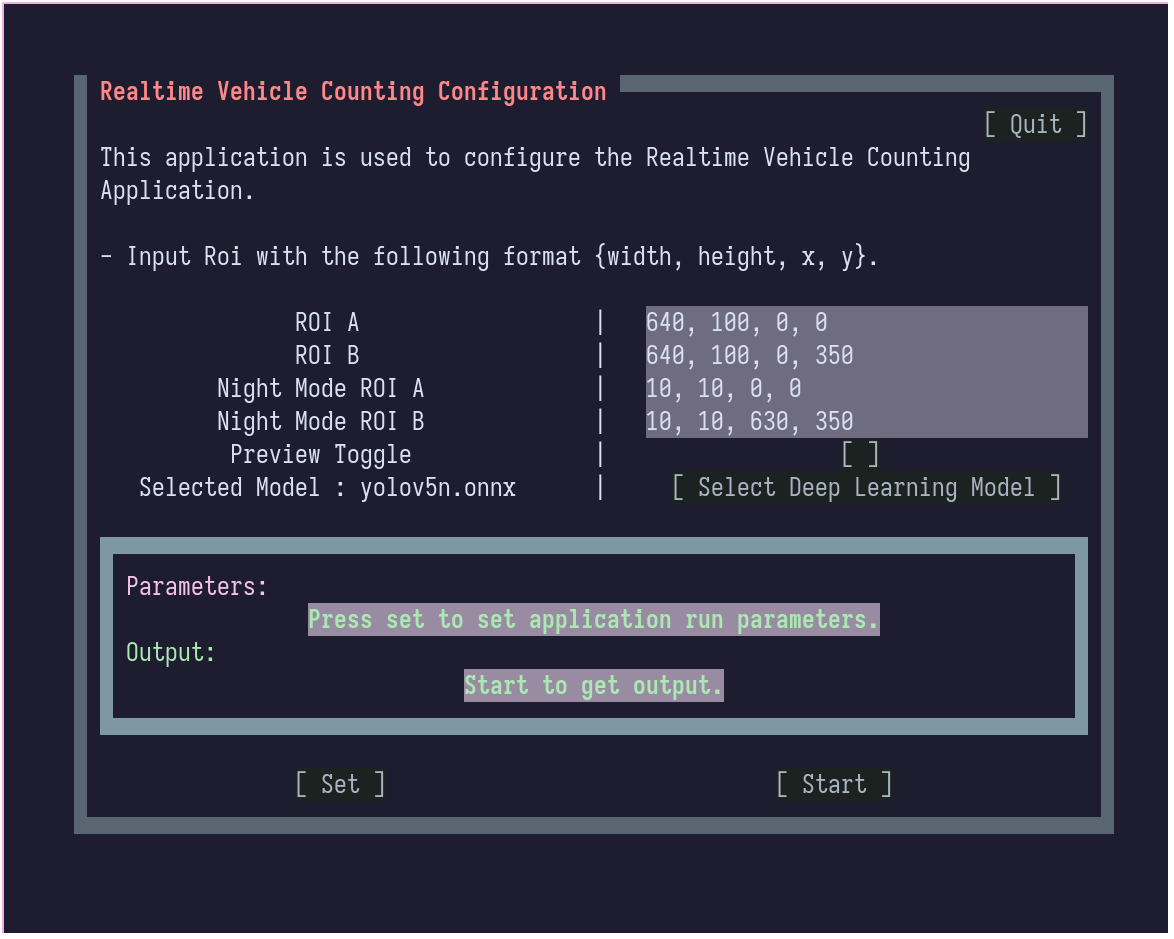 Realtime Vehicle Counting Configuration
[ Quit ]
This application is used to configure the Realtime Vehicle Counting
Application.
- Input Roi with the following format {width, height, x, y}.
ROI A | 640, 100, 0, 0
ROI B | 640, 100, 0, 350
Night Mode ROI A | 10, 10, 0, 0
Night Mode ROI B | 10, 10, 630, 350
Preview Toggle | [ ]
Selected Model : yolov5n.onnx | [ Select Deep Learning Model ]
Parameters:
Press set to set application run parameters.
Output:
Start to get output.
[ Set ] [ Start ]